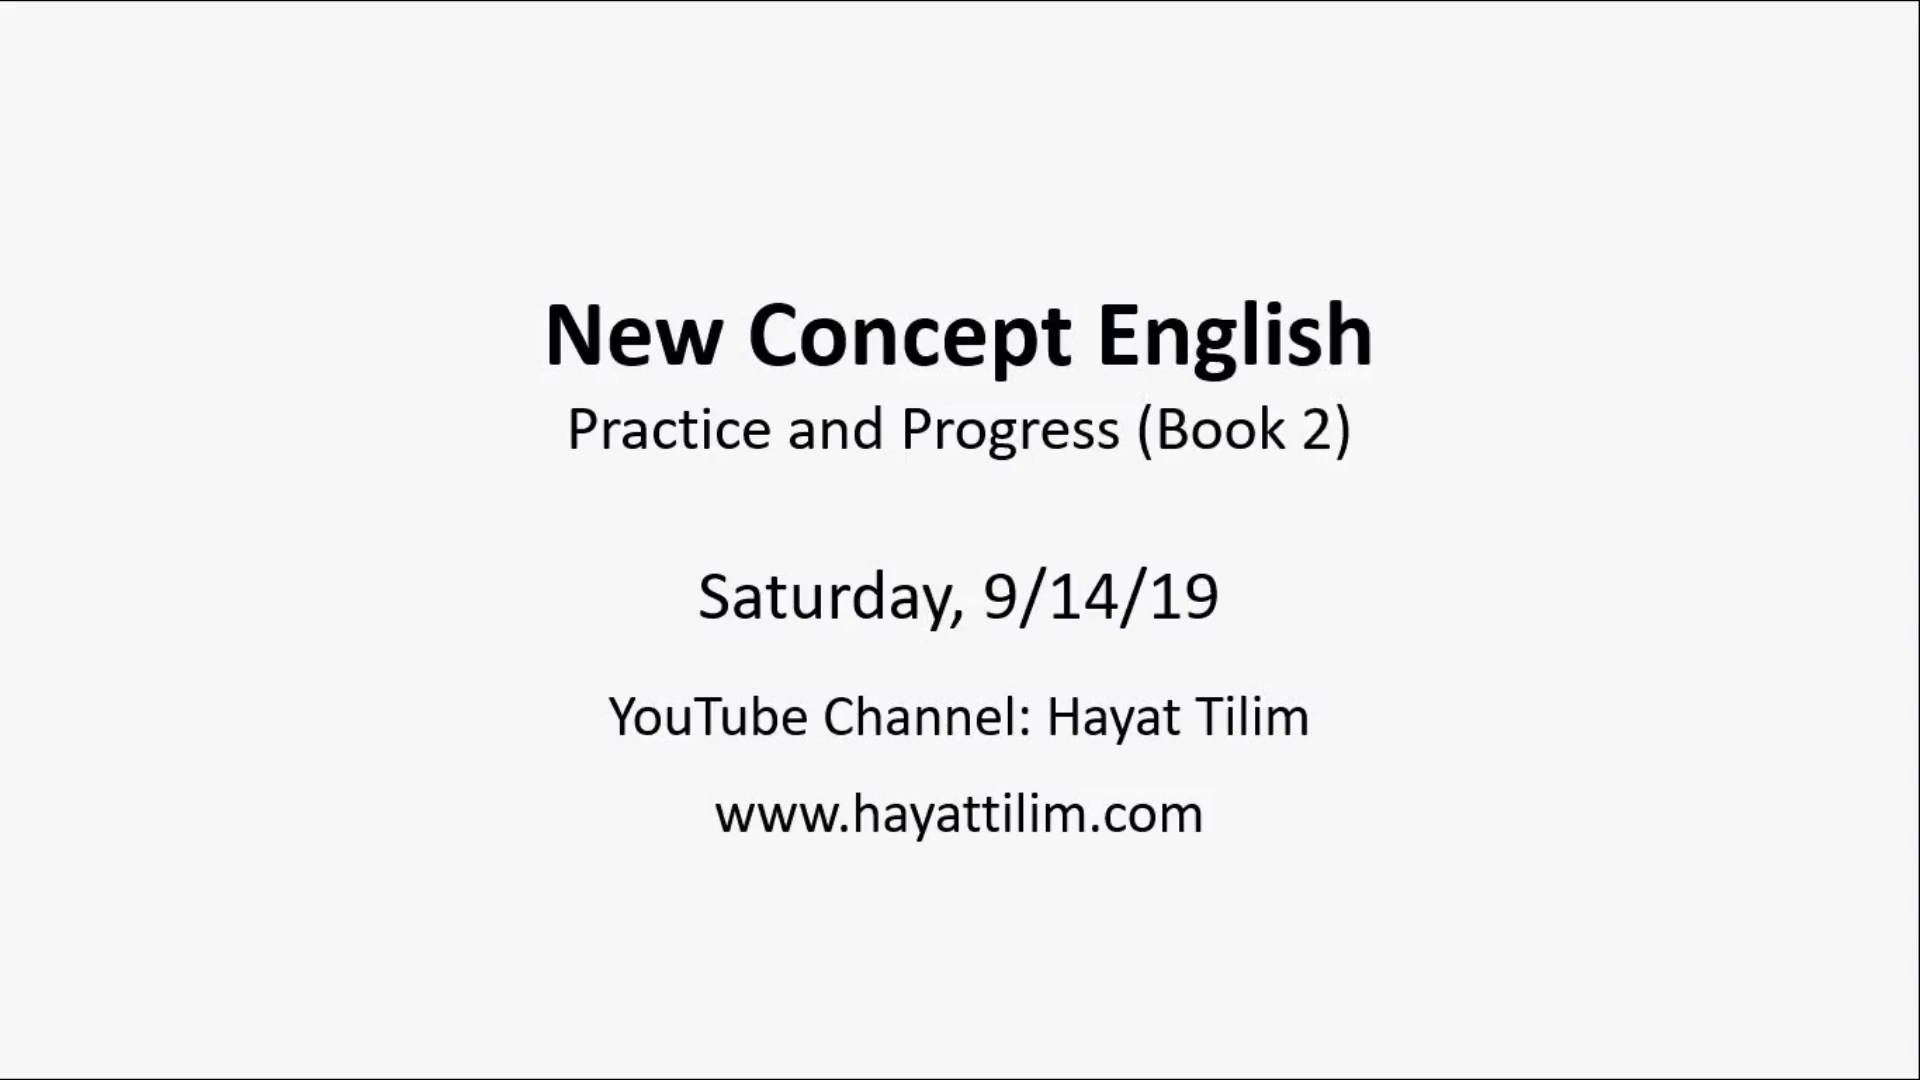 New Concept English
Practice and Progress (Book 2)
Saturday, 9/14/19
YouTube Channel: Hayat Tilim
www.hayattilim.com